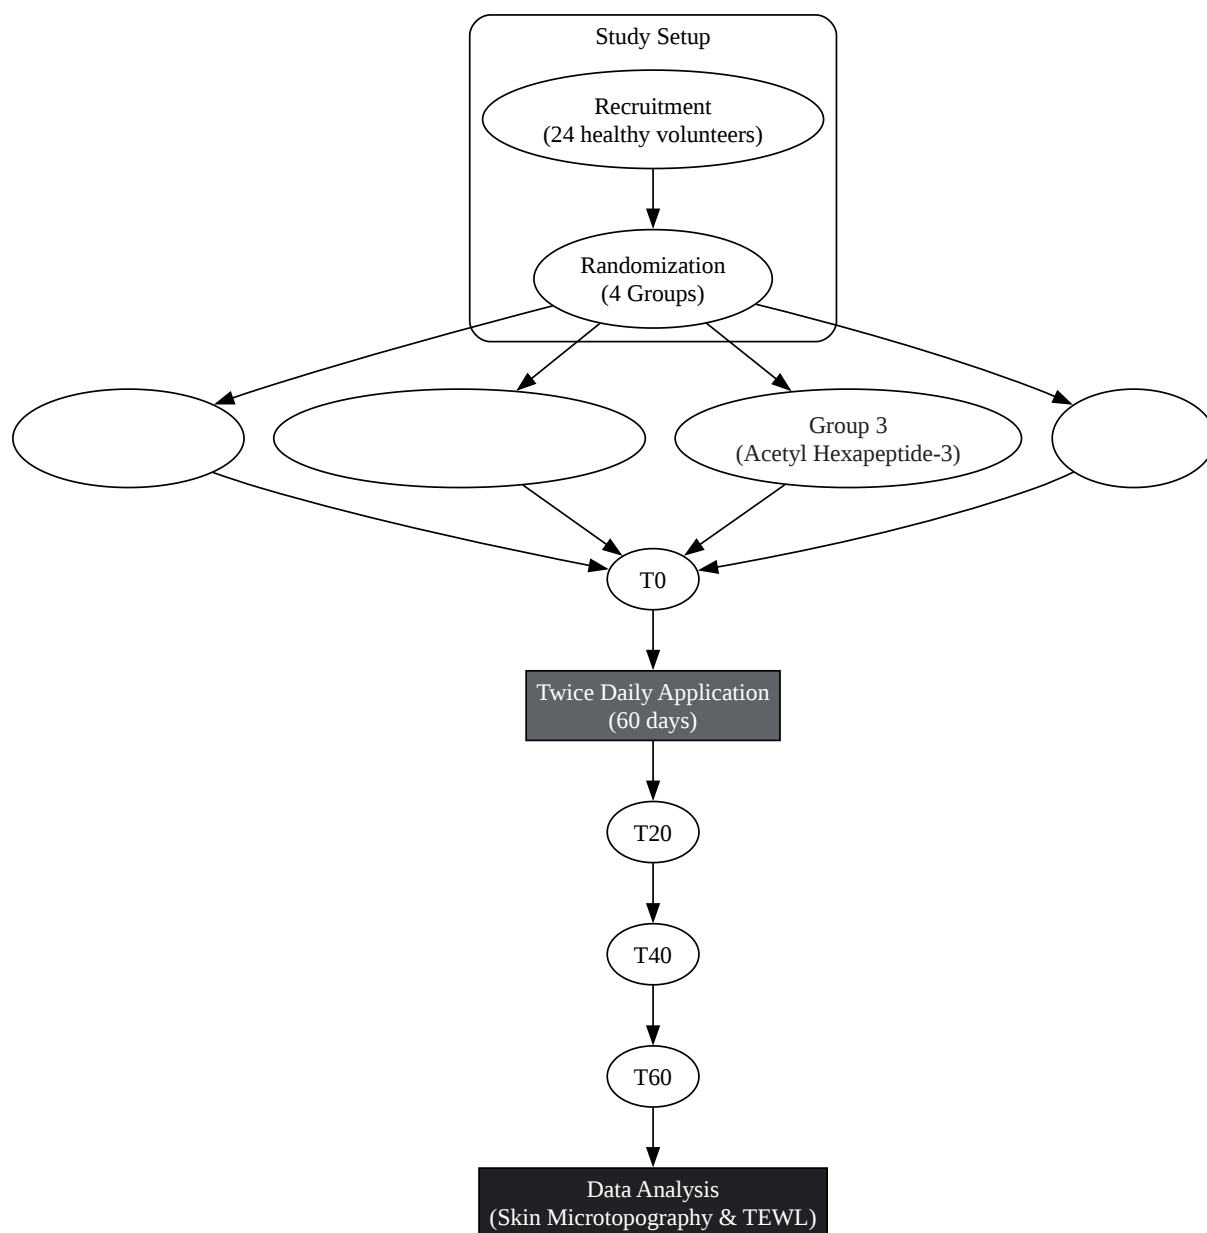 Study Setup
Recruitment
(24 healthy volunteers)
Randomization
(4 Groups)
Group 3
(Acetyl Hexapeptide-3)
T0
Twice Daily Application
(60 days)
T20
T40
T60
Data Analysis
(Skin Microtopography & TEWL)